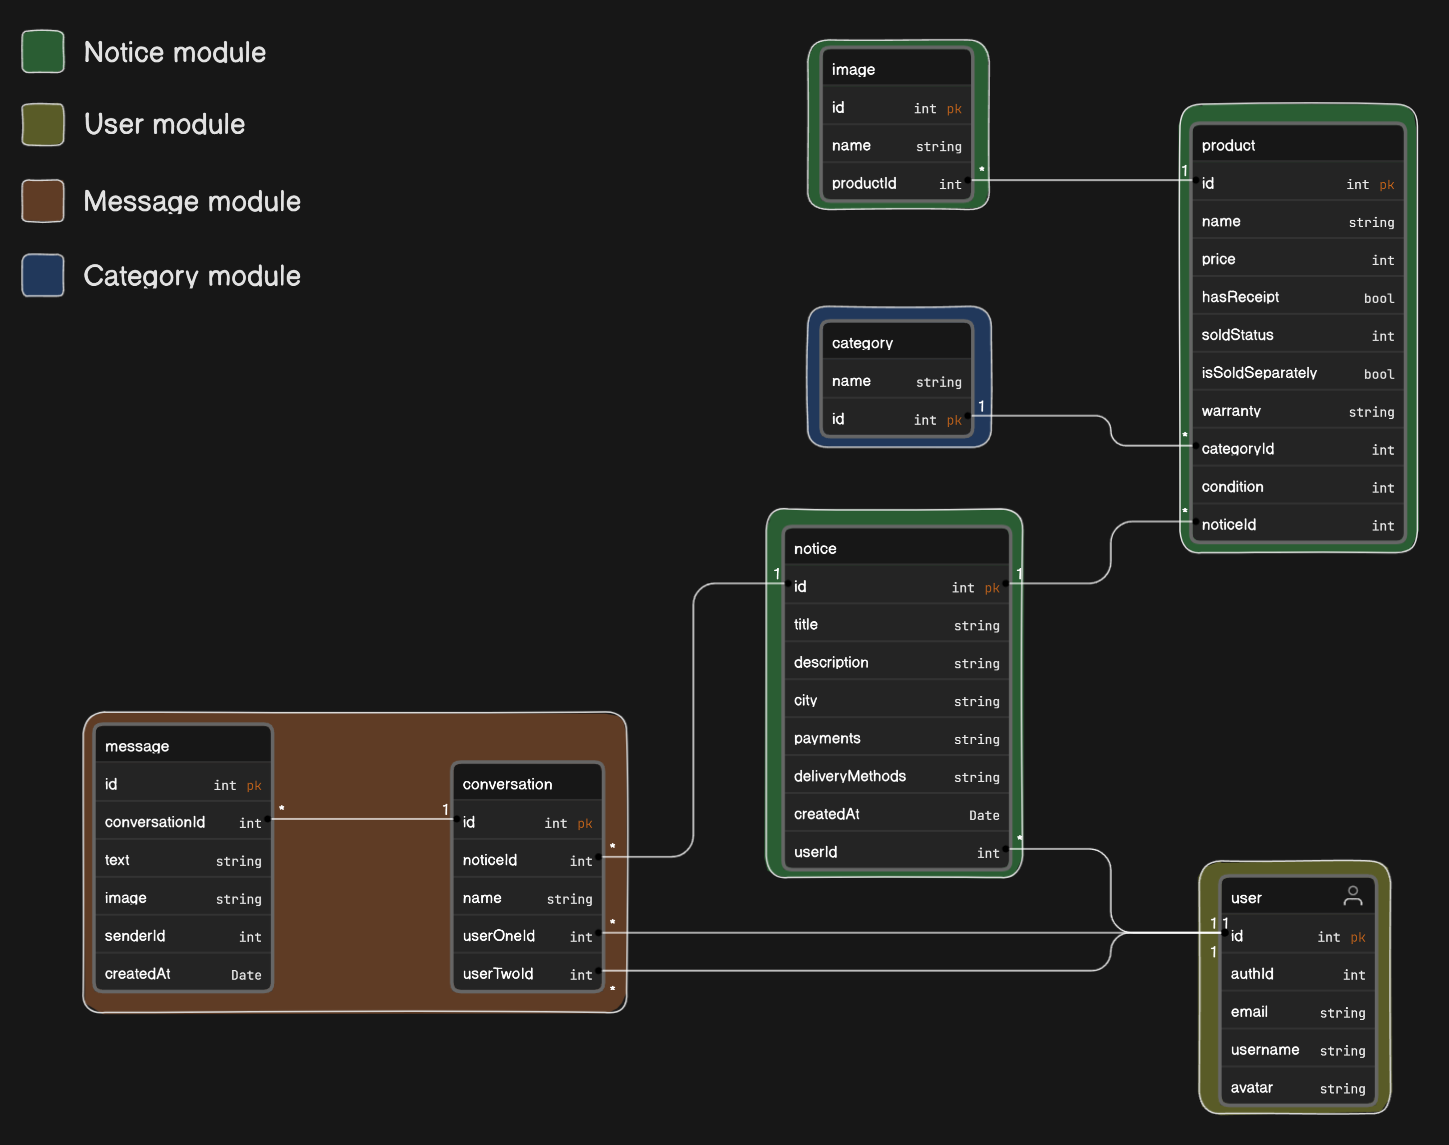 Notice module
User module
Message module
Category module
image
id int pk
name string
productId int
*
1
product
id int pk
name string
price int
hasReceipt bool
soldStatus int
isSoldSeparately bool
warranty string
categoryId int
condition int
noticeId int
*
*
category
name string
id int pk
1
notice
id int pk
title string
description string
city string
payments string
deliveryMethods string
createdAt Date
userId int
1
1
*
message
id int pk
conversationId int
text string
image string
senderId int
createdAt Date
*
1
conversation
id int pk
noticeId int
name string
userOneId int
userTwoId int
*
*
*
user
id int pk
authId int
email string
username string
avatar string
1 1
1